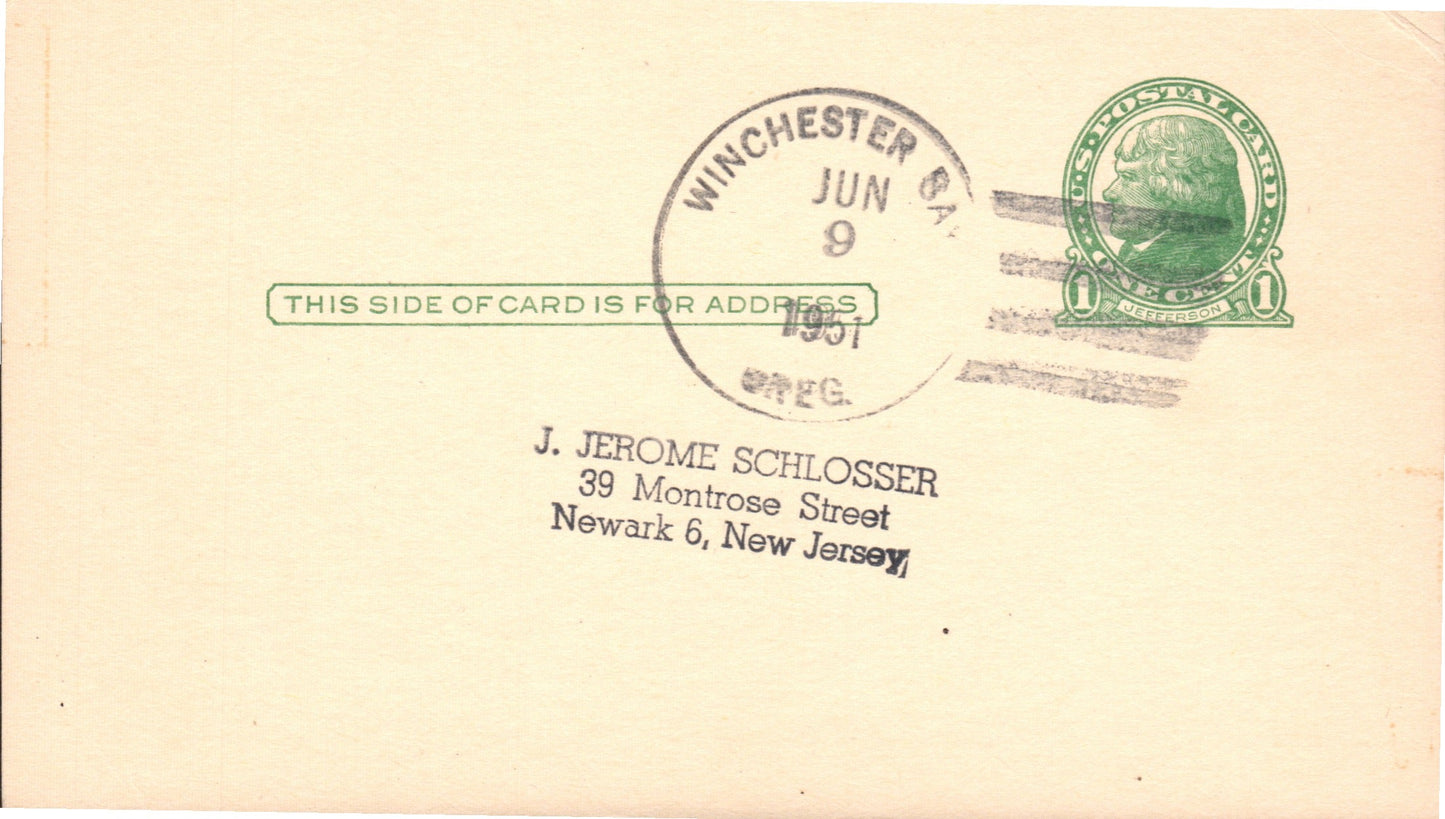 U.S. POSTAL CARD
ONE CENT
1 JEFFERSON 1
WINCHESTER BA
JUN
9
1951
OREG.
THIS SIDE OF CARD IS FOR ADDRESS
J. JEROME SCHLOSSER
39 Montrose Street
Newark 6, New Jersey